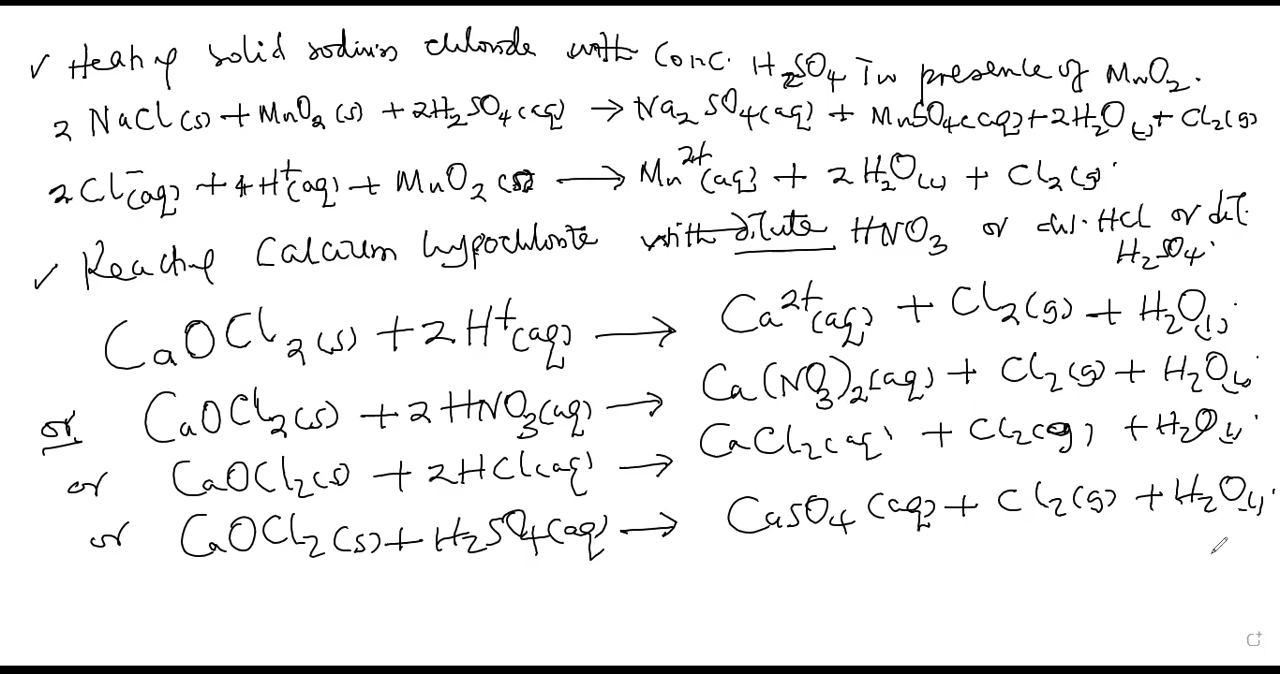 ✓ Heating solid sodium chloride with Conc. H₂SO₄ In presence of MnO₂.
2 NaCl(s) + MnO₂(s) + 2H₂SO₄(aq) → Na₂SO₄(aq) + MnSO₄(aq) + 2H₂O(l) + Cl₂(g)
2Cl⁻(aq) + 4H⁺(aq) + MnO₂(s) → Mn²⁺(aq) + 2H₂O(l) + Cl₂(g).
✓ Reacting Calcium hypochlorite with dilute HNO₃ or dil. HCl or dil. H₂SO₄.
CaOCl₂(s) + 2H⁺(aq) → Ca²⁺(aq) + Cl₂(g) + H₂O(l).
or CaOCl₂(s) + 2HNO₃(aq) → Ca(NO₃)₂(aq) + Cl₂(g) + H₂O(l).
or CaOCl₂(s) + 2HCl(aq) → CaCl₂(aq) + Cl₂(g) + H₂O(l).
or CaOCl₂(s) + H₂SO₄(aq) → CaSO₄(aq) + Cl₂(g) + H₂O(l).